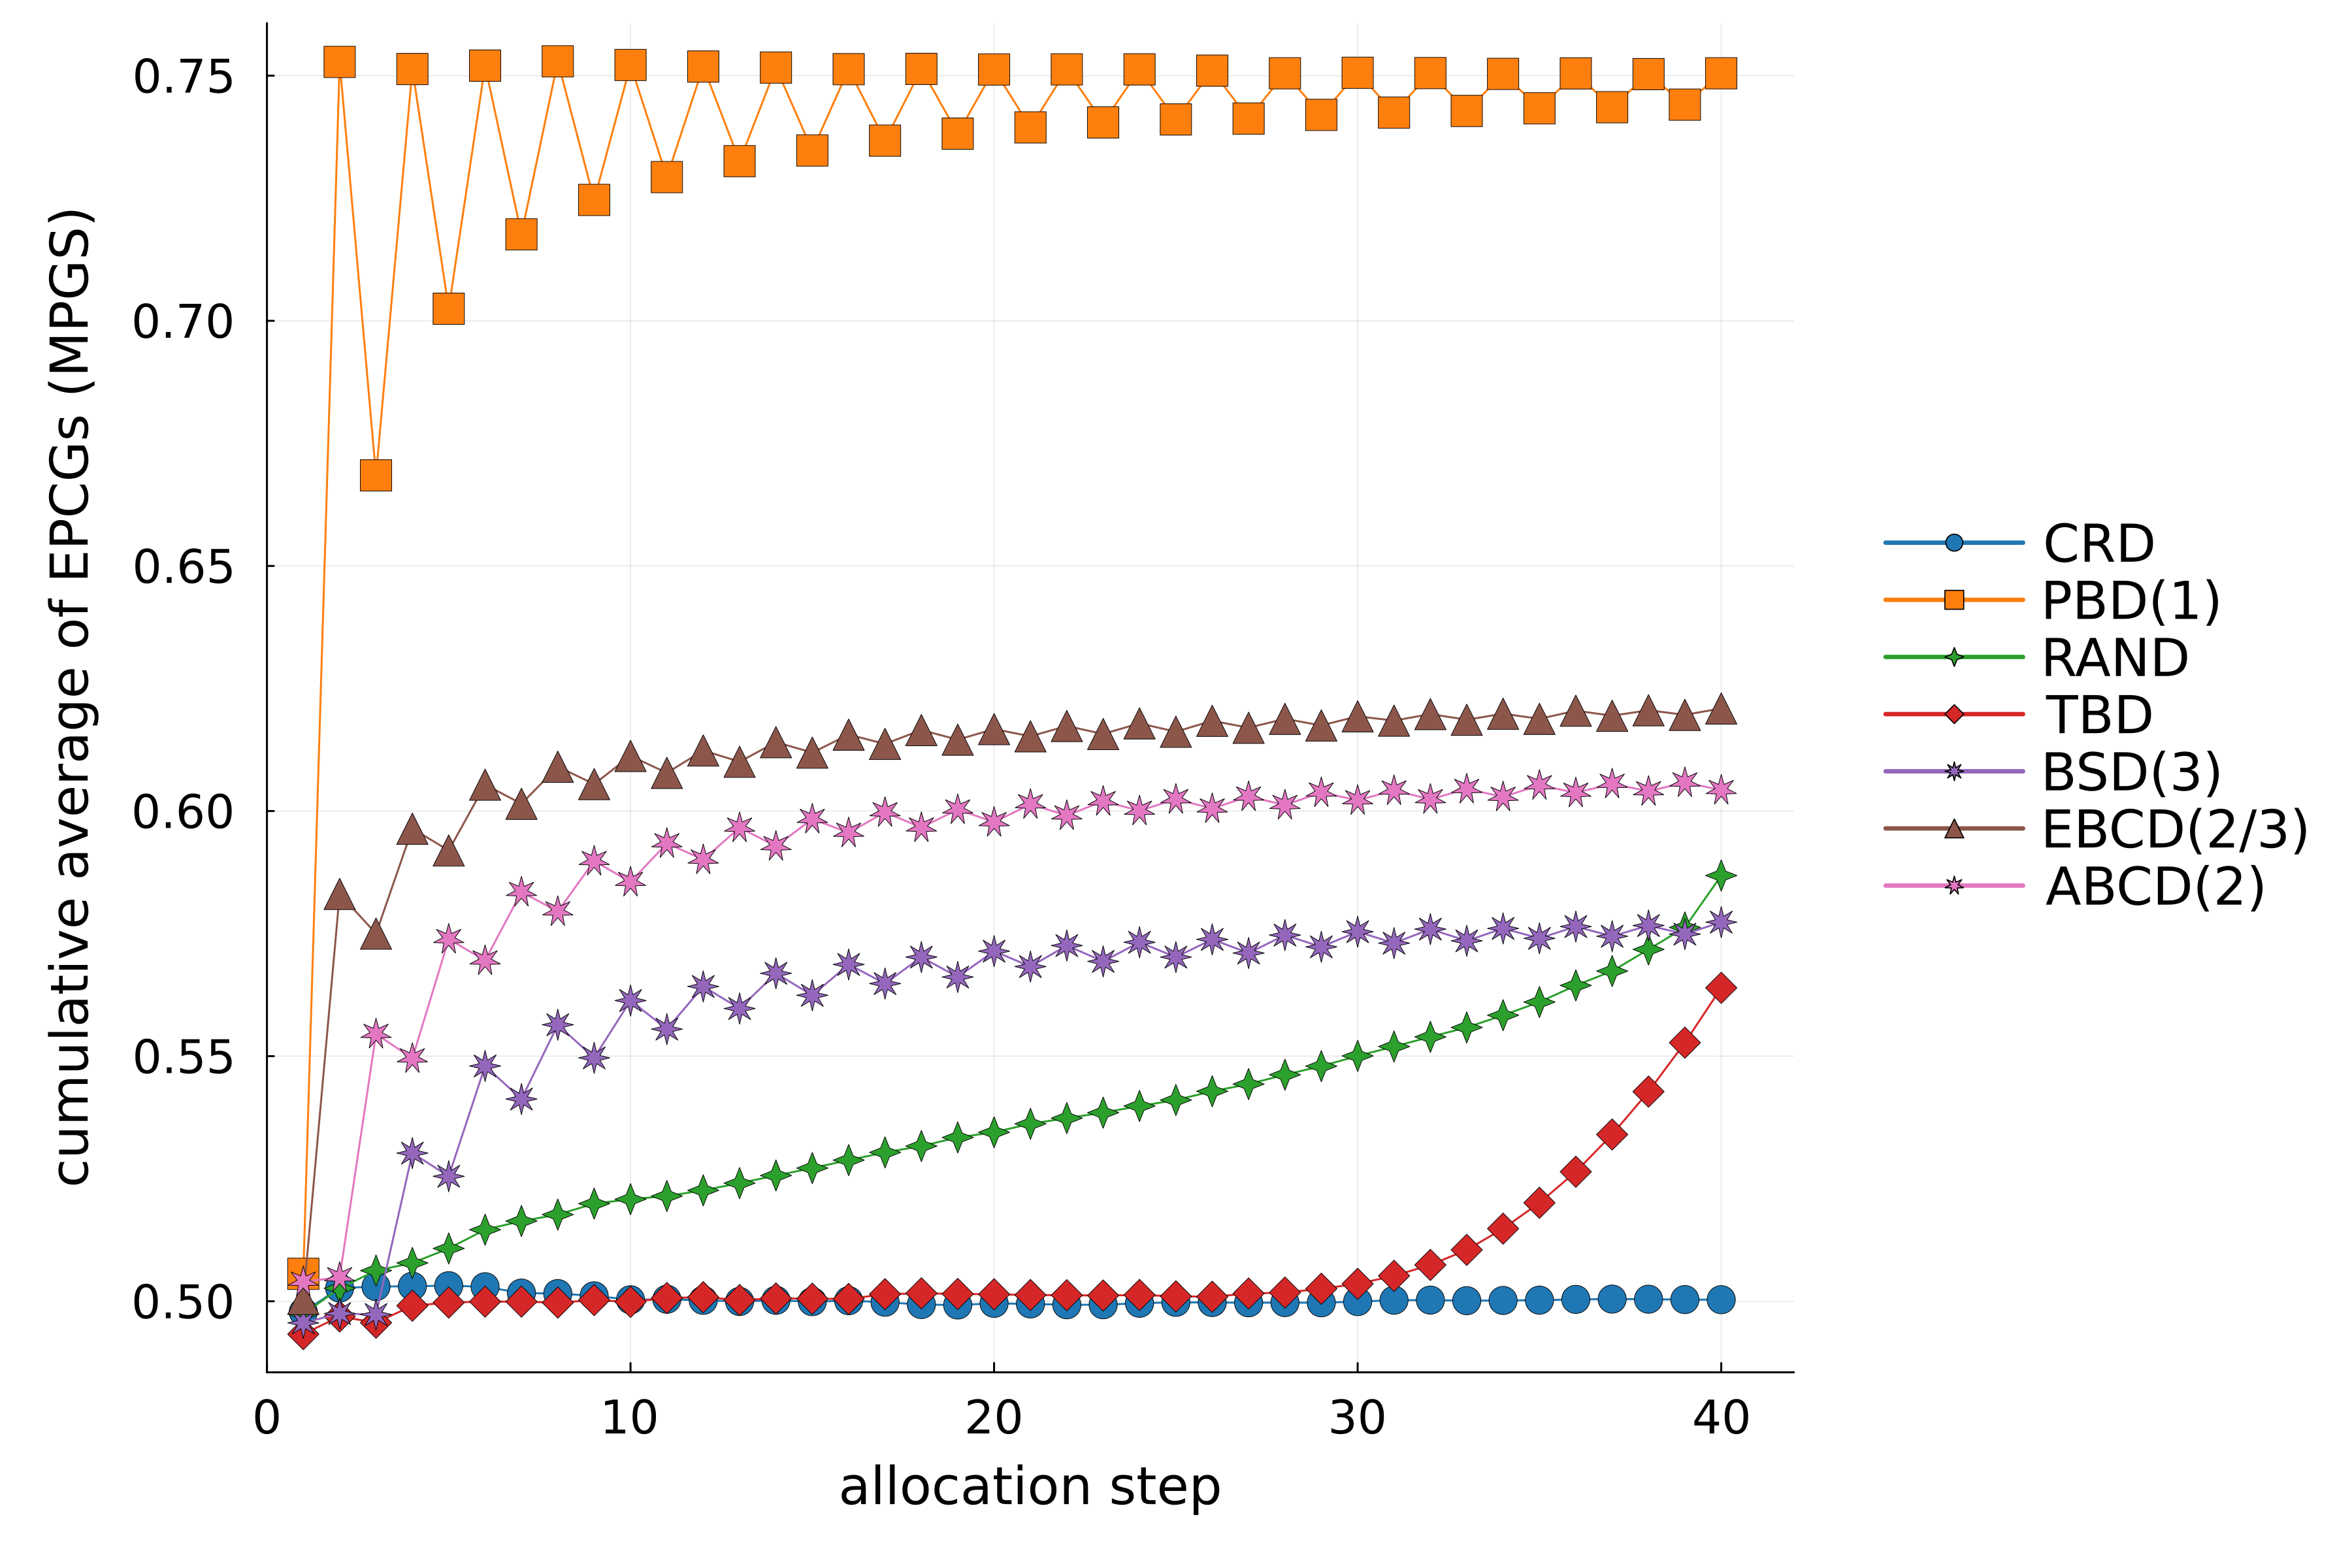 cumulative average of EPCGs (MPGS)
0.75
0.70
0.65
0.60
0.55
0.50
0
10
20
30
40
allocation step
CRD
PBD(1)
RAND
TBD
BSD(3)
EBCD(2/3)
ABCD(2)